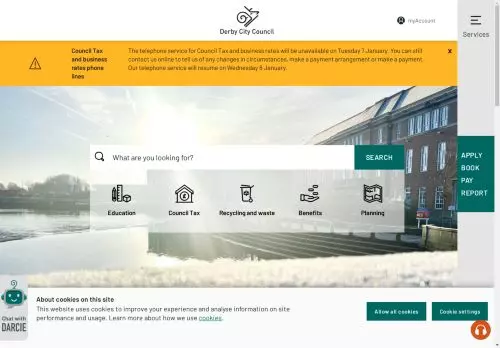 Derby City Council
myAccount
Services
Council Tax
and business
rates phone
lines
The telephone service for Council Tax and business rates will be unavailable on Tuesday 7 January. You can still
contact us online to tell us of any changes in circumstances, make a payment arrangement or make a payment.
Our telephone service will resume on Wednesday 8 January.
x
What are you looking for?
SEARCH
APPLY
BOOK
PAY
REPORT
Education
Council Tax
Recycling and waste
Benefits
Planning
About cookies on this site
This website uses cookies to improve your experience and analyse information on site
performance and usage. Learn more about how we use cookies.
Allow all cookies
Cookie settings
Chat with
DARCIE